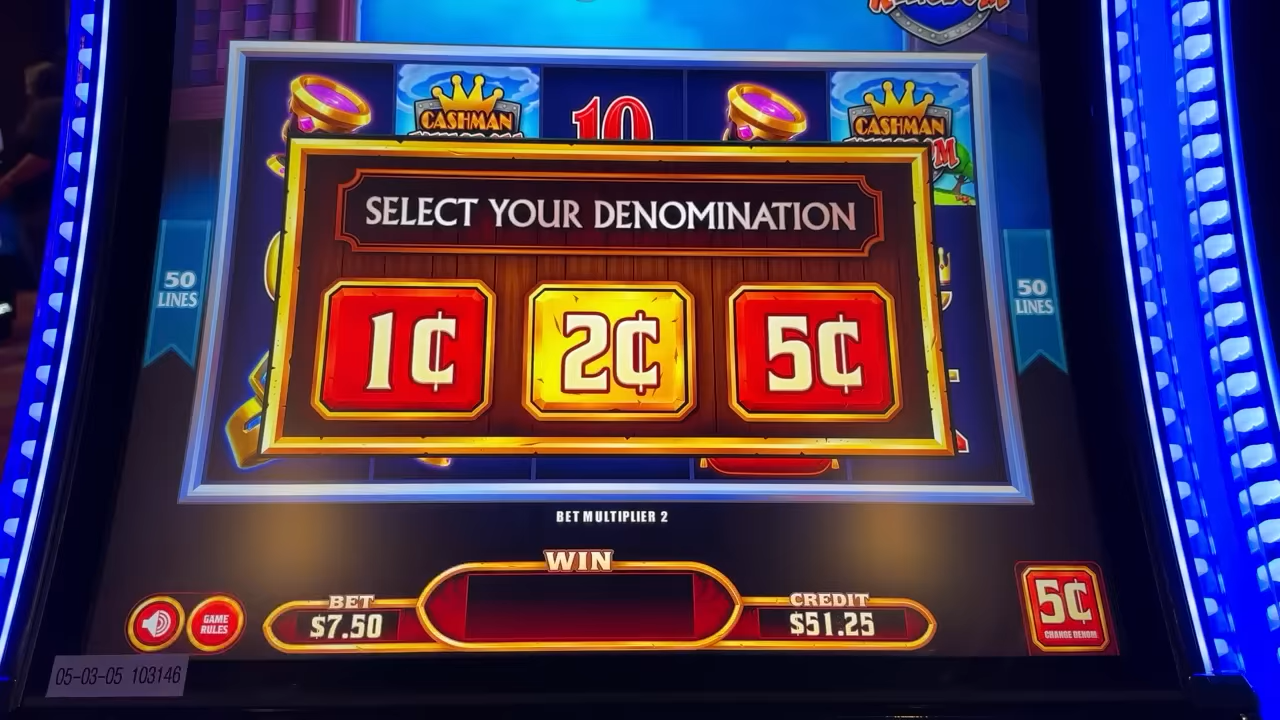 CASHMAN
10
CASHMAN
SELECT YOUR DENOMINATION
50
LINES
1¢
2¢
5¢
50
LINES
BET MULTIPLIER 2
WIN
BET
$7.50
CREDIT
$51.25
GAME
RULES
5¢
CHANGE DENOM
05-03-05 103146